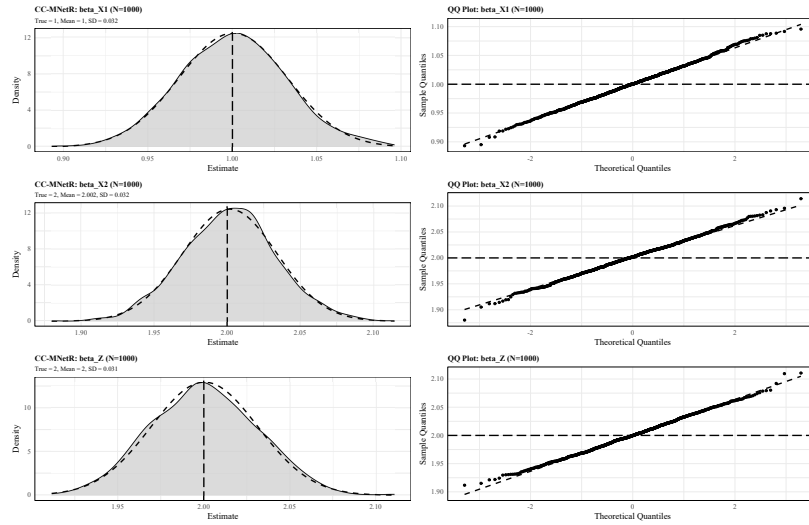 CC-MNetR: beta_X1 (N=1000)
True = 1, Mean = 1, SD = 0.032
Density
12
8
4
0
0.90
0.95
1.00
1.05
1.10
Estimate
QQ Plot: beta_X1 (N=1000)
Sample Quantiles
1.10
1.05
1.00
0.95
0.90
-2
0
2
Theoretical Quantiles
CC-MNetR: beta_X2 (N=1000)
True = 2, Mean = 2.002, SD = 0.032
Density
12
8
4
0
1.90
1.95
2.00
2.05
2.10
Estimate
QQ Plot: beta_X2 (N=1000)
Sample Quantiles
2.10
2.05
2.00
1.95
1.90
-2
0
2
Theoretical Quantiles
CC-MNetR: beta_Z (N=1000)
True = 2, Mean = 2, SD = 0.031
Density
10
5
0
1.95
2.00
2.05
2.10
Estimate
QQ Plot: beta_Z (N=1000)
Sample Quantiles
2.10
2.05
2.00
1.95
1.90
-2
0
2
Theoretical Quantiles